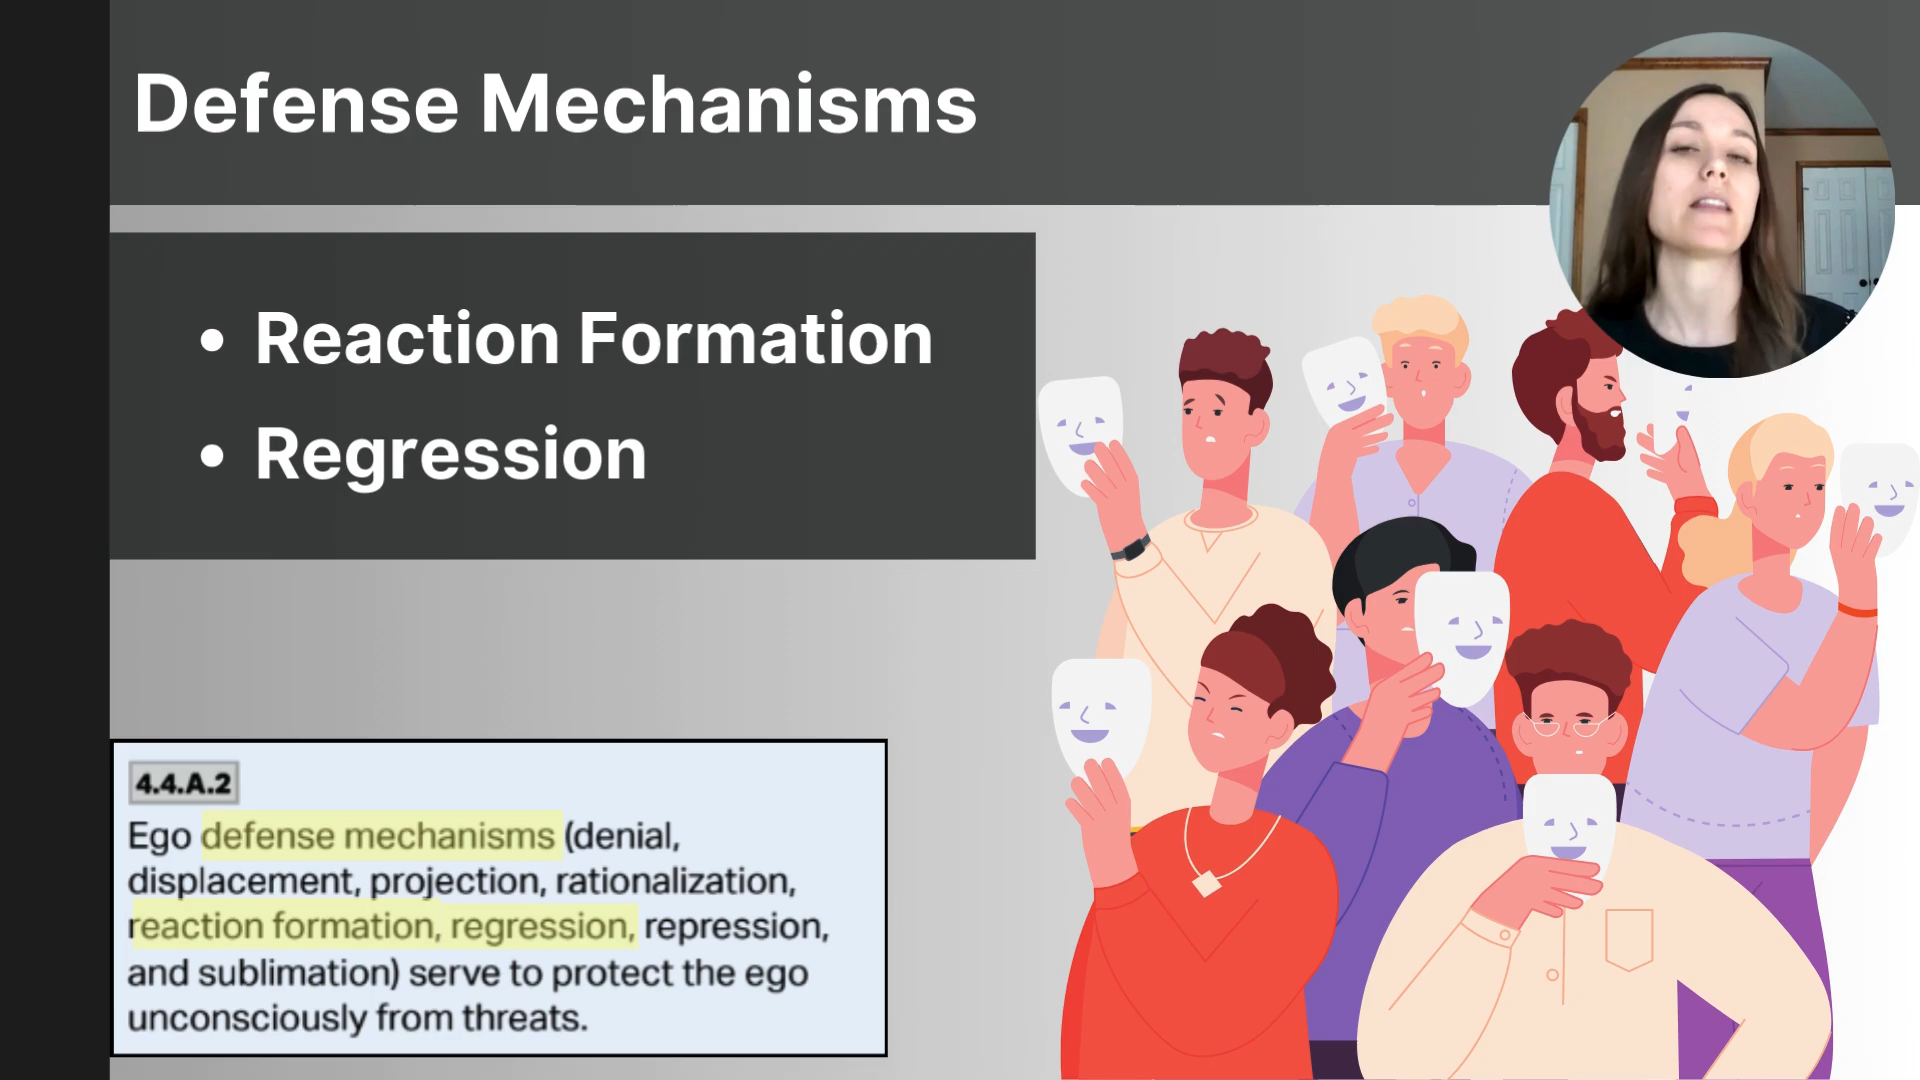 Defense Mechanisms
• Reaction Formation
• Regression
4.4.A.2
Ego defense mechanisms (denial,
displacement, projection, rationalization,
reaction formation, regression, repression,
and sublimation) serve to protect the ego
unconsciously from threats.